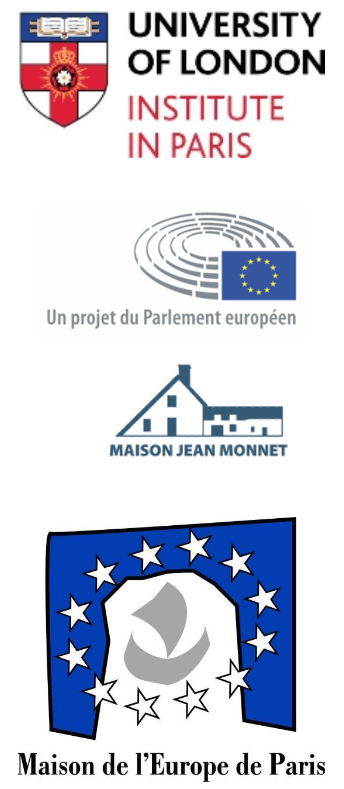 UNIVERSITY
OF LONDON
INSTITUTE
IN PARIS
Un projet du Parlement européen
MAISON JEAN MONNET
Maison de l'Europe de Paris